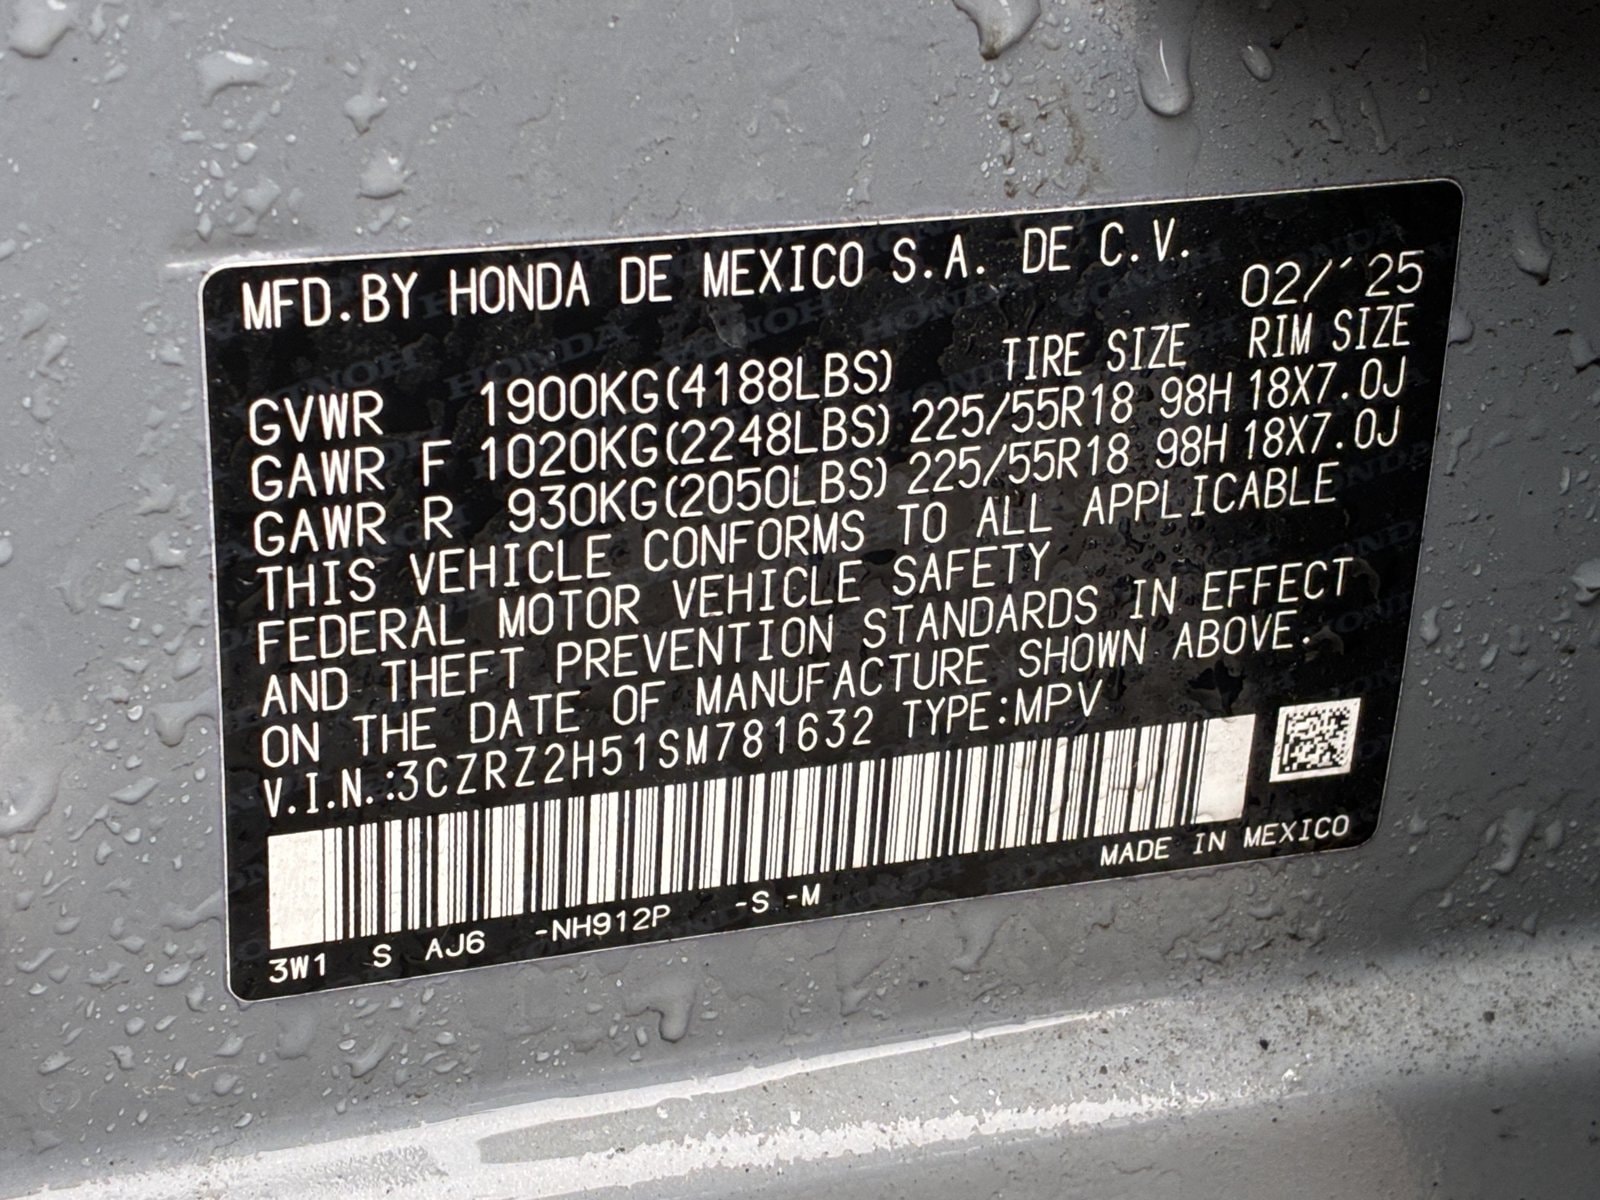 MFD.BY HONDA DE MEXICO S.A. DE C.V.
02/'25
TIRE SIZE RIM SIZE
GVWR 1900KG(4188LBS)
GAWR F 1020KG(2248LBS) 225/55R18 98H 18X7.0J
GAWR R 930KG(2050LBS) 225/55R18 98H 18X7.0J
THIS VEHICLE CONFORMS TO ALL APPLICABLE
FEDERAL MOTOR VEHICLE SAFETY
AND THEFT PREVENTION STANDARDS IN EFFECT
ON THE DATE OF MANUFACTURE SHOWN ABOVE.
V.I.N.:3CZRZ2H51SM781632 TYPE:MPV
MADE IN MEXICO
3W1 S AJ6 -NH912P -S -M